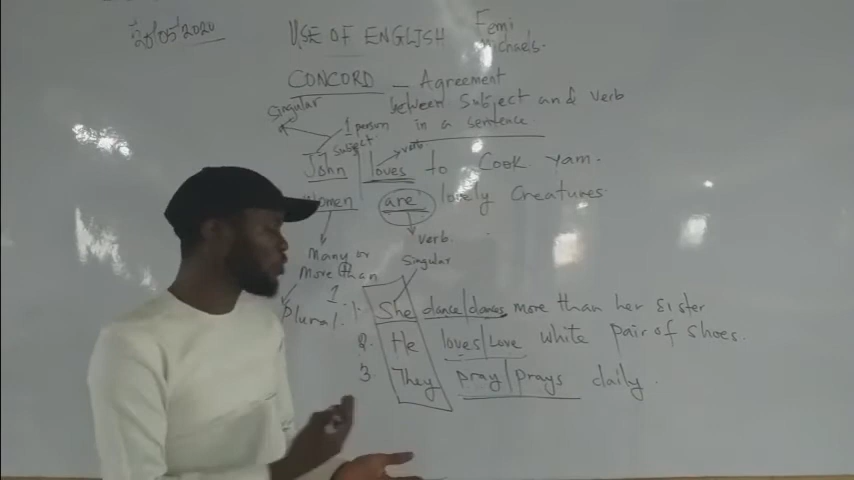 20/05/2020
USE OF ENGLISH Femi Michaels.
CONCORD - Agreement
between Subject and verb
in a sentence
singular
1 person
subject
verb
John loves to Cook yam.
Women are lovely Creatures.
verb.
Many or
More than
1
Plural.
Singular
1. She dance/dances more than her sister
2. He loves/Love white pair of shoes.
3. They pray/prays daily.